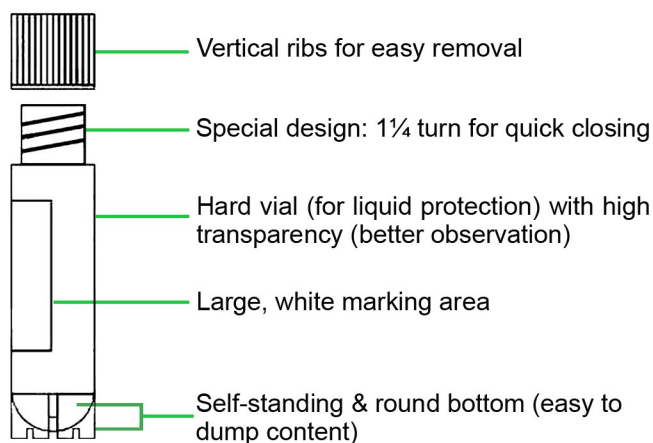 Vertical ribs for easy removal
Special design: 1¼ turn for quick closing
Hard vial (for liquid protection) with high
transparency (better observation)
Large, white marking area
Self-standing & round bottom (easy to
dump content)